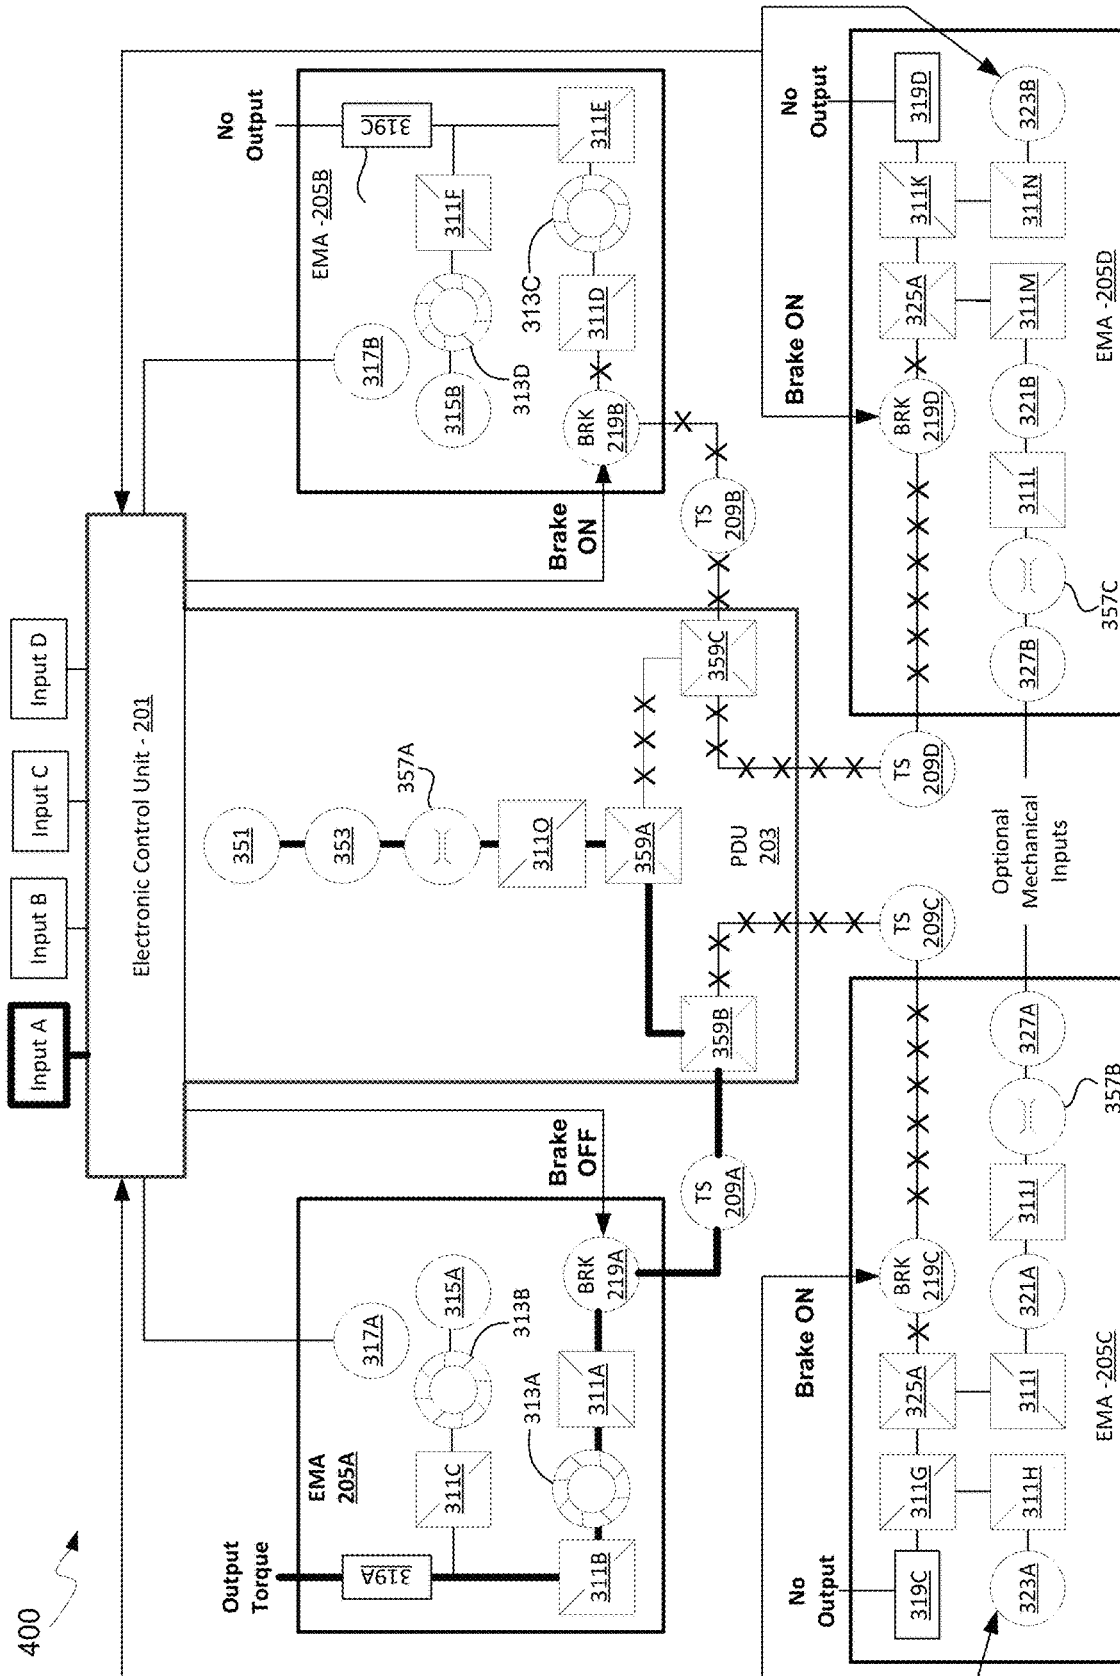 400
Input A
Input B
Input C
Input D
Electronic Control Unit - 201
Output
Torque
319A
EMA
205A
311C
313B
315A
317A
311B
313A
311A
BRK
219A
Brake
OFF
TS
209A
351
353
357A
311O
359A
359B
359C
PDU
203
No
Output
319C
EMA -205B
317B
311F
313D
315B
311E
313C
311D
BRK
219B
Brake
ON
TS
209B
TS
209C
TS
209D
No
Output
319C
311G
325A
BRK
219C
Brake ON
323A
311H
311I
321A
311J
357B
327A
EMA -205C
Optional
Mechanical
Inputs
Brake ON
No
Output
BRK
219D
325A
311K
319D
327B
357C
311L
321B
311M
311N
323B
EMA -205D